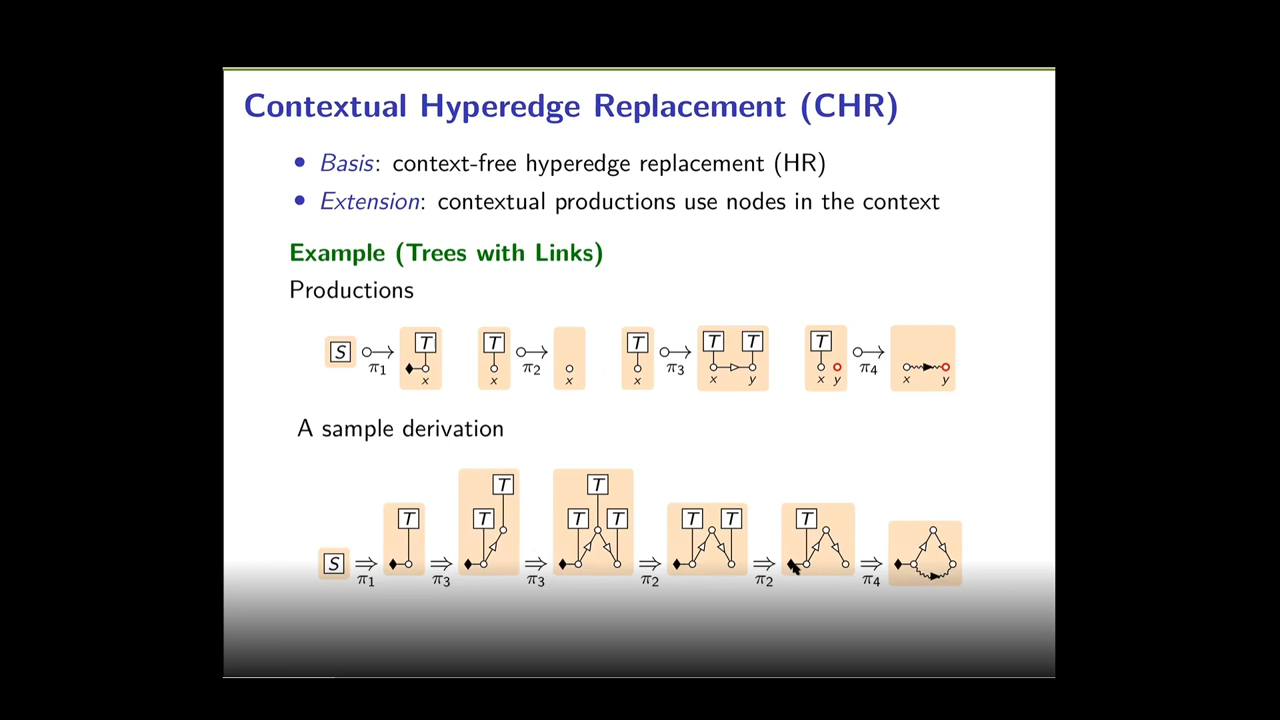 Contextual Hyperedge Replacement (CHR)
• Basis: context-free hyperedge replacement (HR)
• Extension: contextual productions use nodes in the context
Example (Trees with Links)
Productions
S π₁ T x T x π₂ x T x π₃ T T x y T x y π₄ x y
A sample derivation
T T
S ⇒ T T T T T T T T
π₁ π₃ π₃ π₂ π₂ π₄